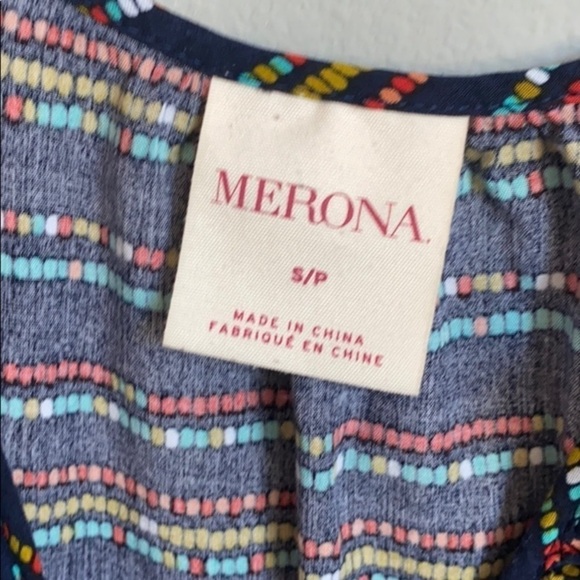 MERONA.
S/P
MADE IN CHINA
FABRIQUÉ EN CHINE